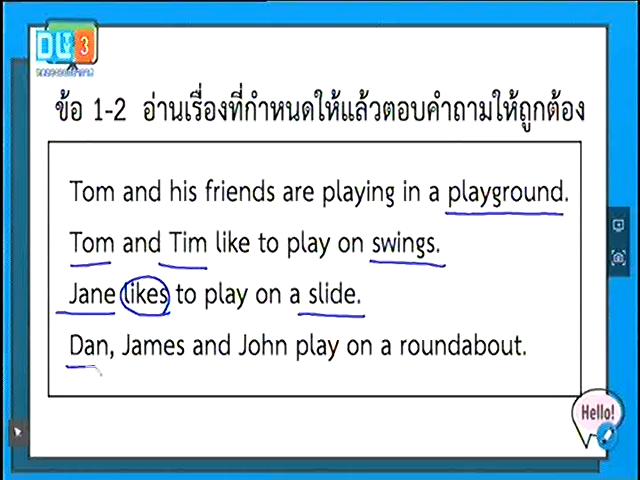 DLTV 3
ข้อ 1-2 อ่านเรื่องที่กำหนดให้แล้วตอบคำถามให้ถูกต้อง
Tom and his friends are playing in a playground.
Tom and Tim like to play on swings.
Jane likes to play on a slide.
Dan, James and John play on a roundabout.
Hello!